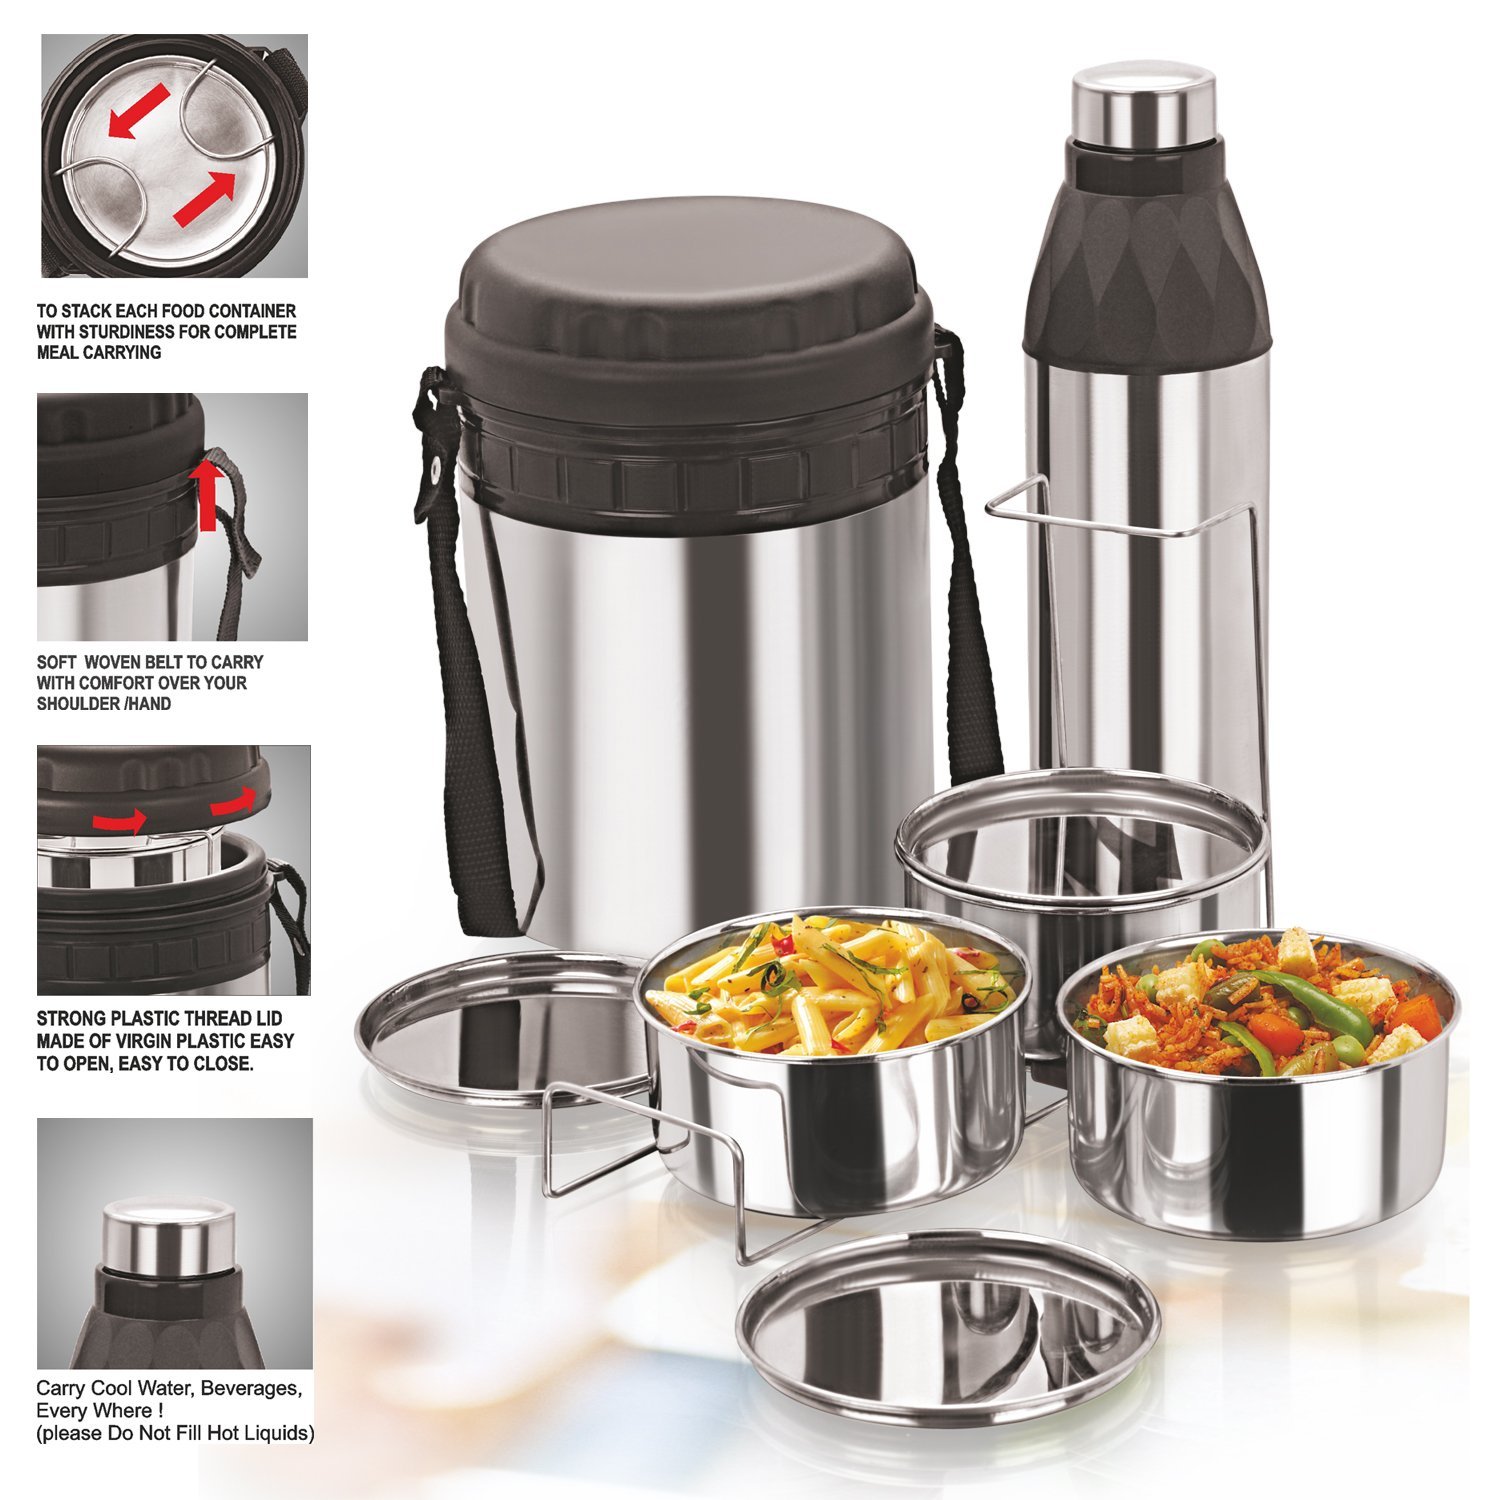 TO STACK EACH FOOD CONTAINER
WITH STURDINESS FOR COMPLETE
MEAL CARRYING
SOFT WOVEN BELT TO CARRY
WITH COMFORT OVER YOUR
SHOULDER /HAND
STRONG PLASTIC THREAD LID
MADE OF VIRGIN PLASTIC EASY
TO OPEN, EASY TO CLOSE.
Carry Cool Water, Beverages,
Every Where !
(please Do Not Fill Hot Liquids)